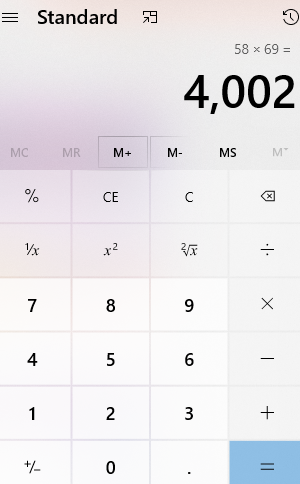 Standard
58 × 69 =
4,002
MC MR M+ M- MS M˅
% CE C
¹/x x² ²√x ÷
7 8 9 ×
4 5 6 −
1 2 3 +
+/− 0 . =